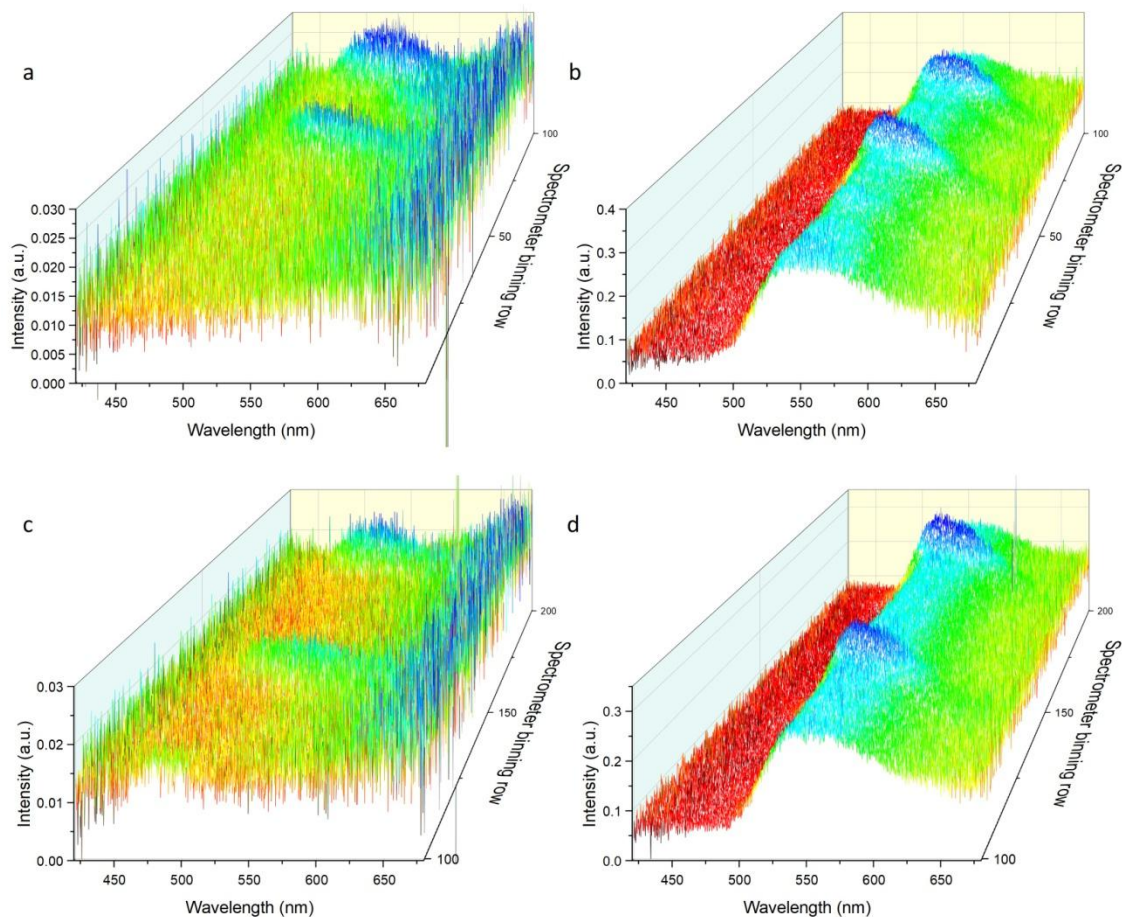 a
0.030
0.025
0.020
0.015
0.010
0.005
0.000
Intensity (a.u.)
450 500 550 600 650
Wavelength (nm)
50
100
Spectrometer binning row
b
0.4
0.3
0.2
0.1
0.0
Intensity (a.u.)
450 500 550 600 650
Wavelength (nm)
50
100
Spectrometer binning row
c
0.03
0.02
0.01
0.00
Intensity (a.u.)
450 500 550 600 650
Wavelength (nm)
100
150
200
Spectrometer binning row
d
0.3
0.2
0.1
0.0
Intensity (a.u.)
450 500 550 600 650
Wavelength (nm)
100
150
200
Spectrometer binning row